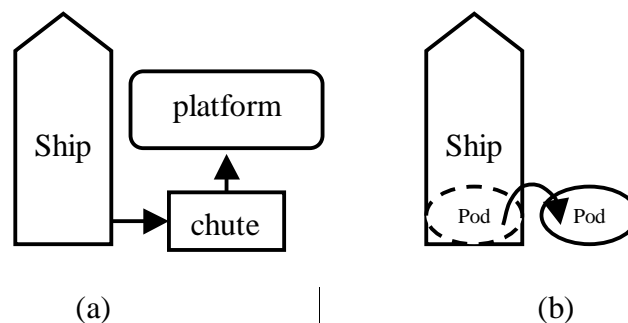 platform
Ship
chute
(a)
Ship
Pod
Pod
(b)